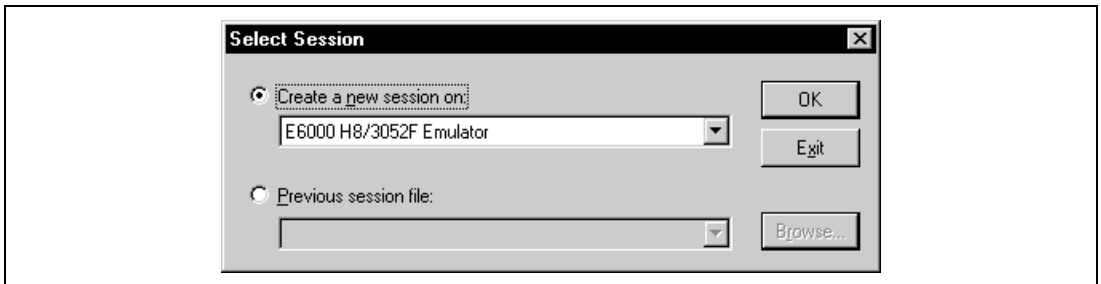 Select Session
Create a new session on:
OK
E6000 H8/3052F Emulator
Exit
Previous session file:
Browse...